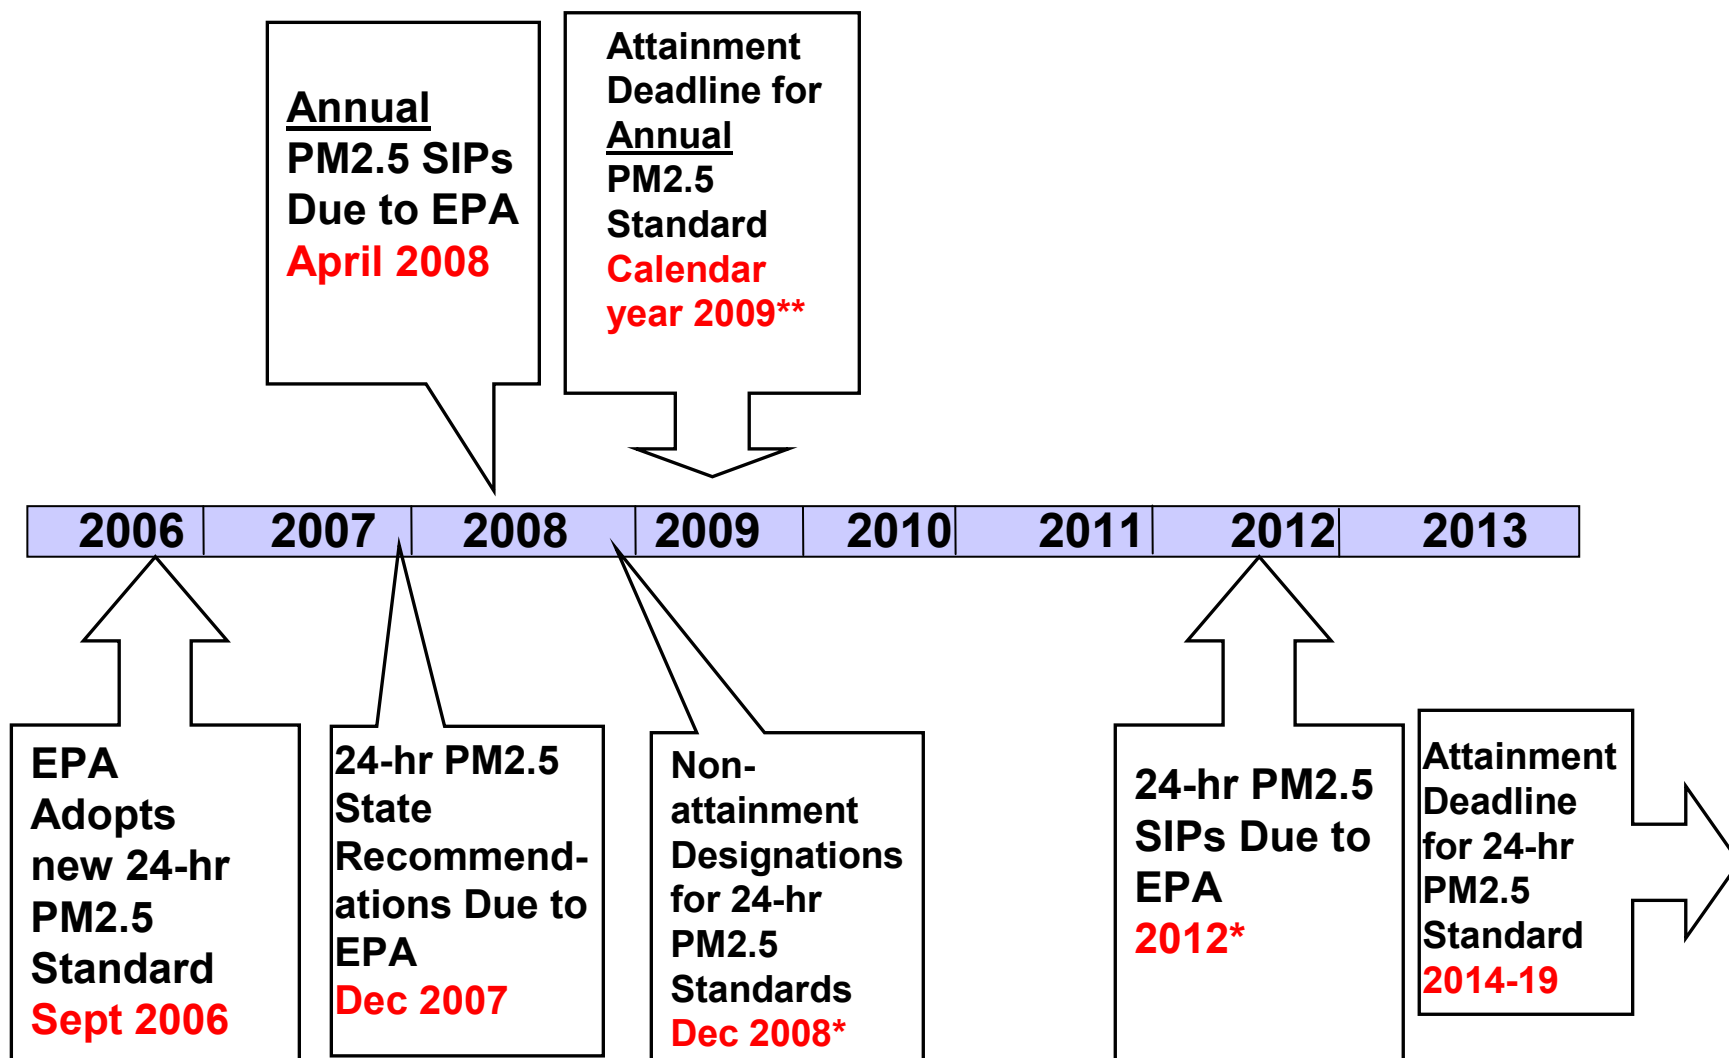 Annual
PM2.5 SIPs
Due to EPA
April 2008
Attainment
Deadline for
Annual
PM2.5
Standard
Calendar
year 2009**
2006 2007 2008 2009 2010 2011 2012 2013
EPA
Adopts
new 24-hr
PM2.5
Standard
Sept 2006
24-hr PM2.5
State
Recommend-
ations Due to
EPA
Dec 2007
Non-
attainment
Designations
for 24-hr
PM2.5
Standards
Dec 2008*
24-hr PM2.5
SIPs Due to
EPA
2012*
Attainment
Deadline
for 24-hr
PM2.5
Standard
2014-19